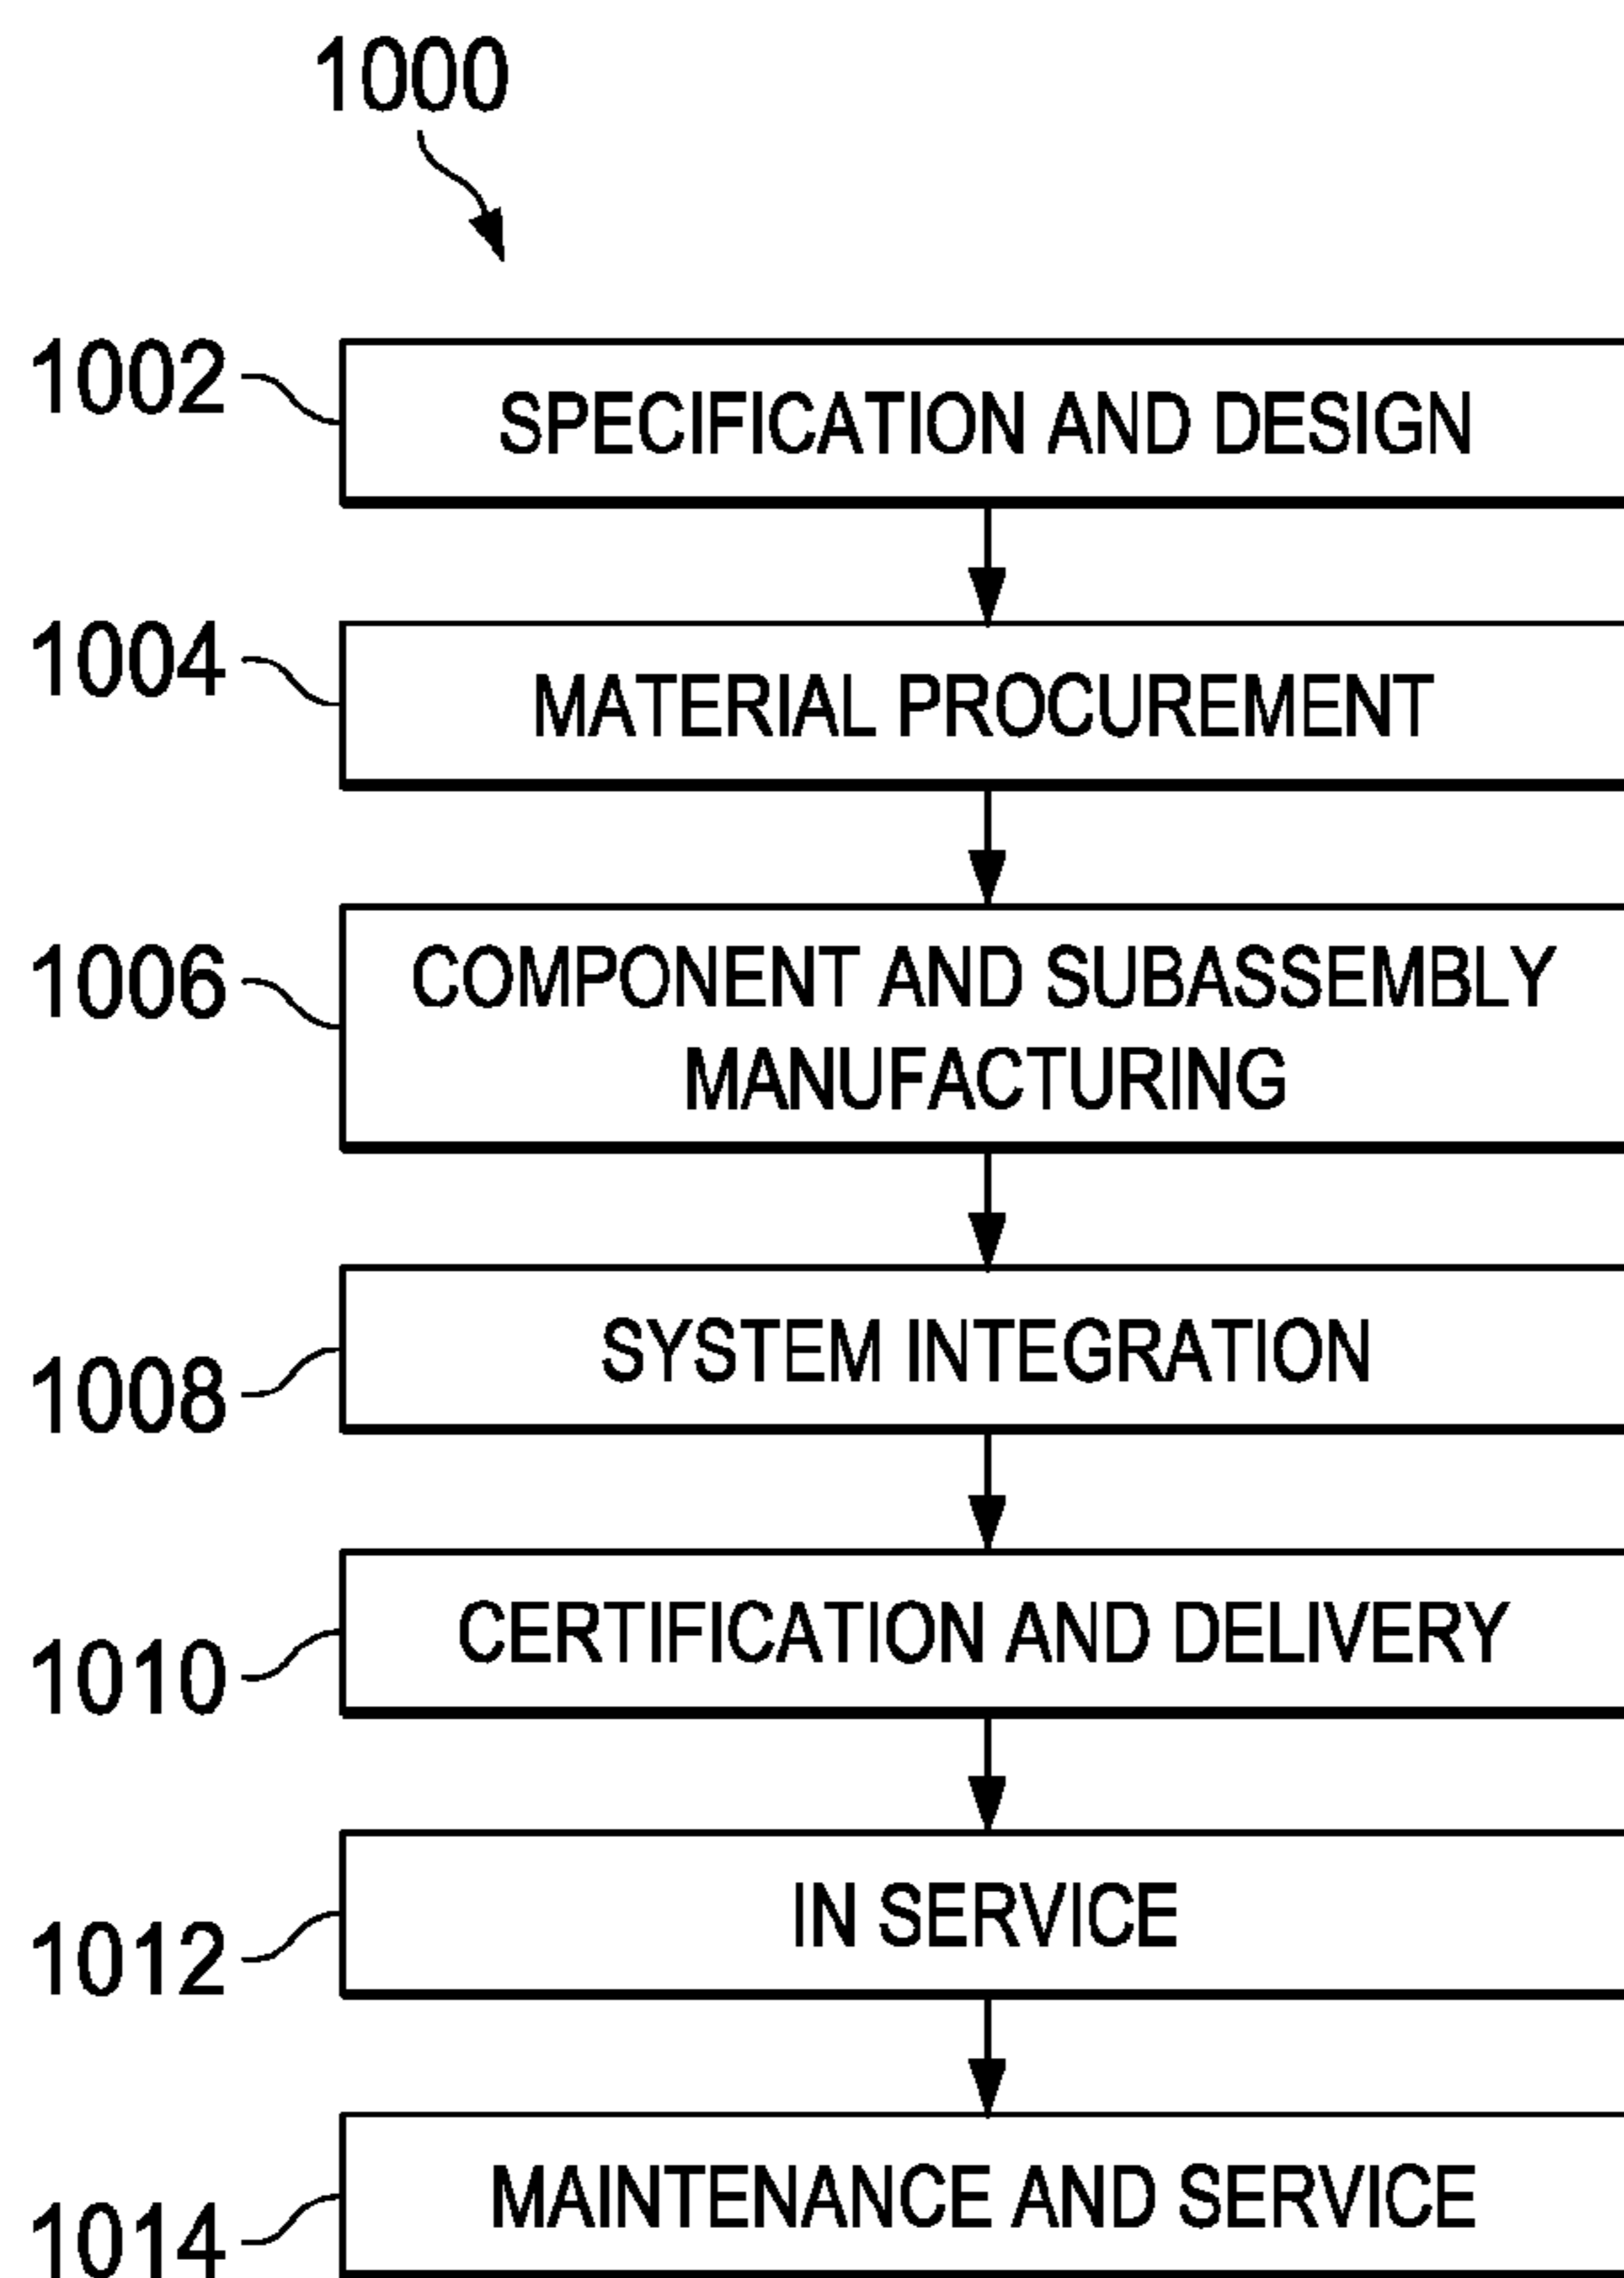 1000
1002
SPECIFICATION AND DESIGN
1004
MATERIAL PROCUREMENT
1006
COMPONENT AND SUBASSEMBLY
MANUFACTURING
1008
SYSTEM INTEGRATION
1010
CERTIFICATION AND DELIVERY
1012
IN SERVICE
1014
MAINTENANCE AND SERVICE